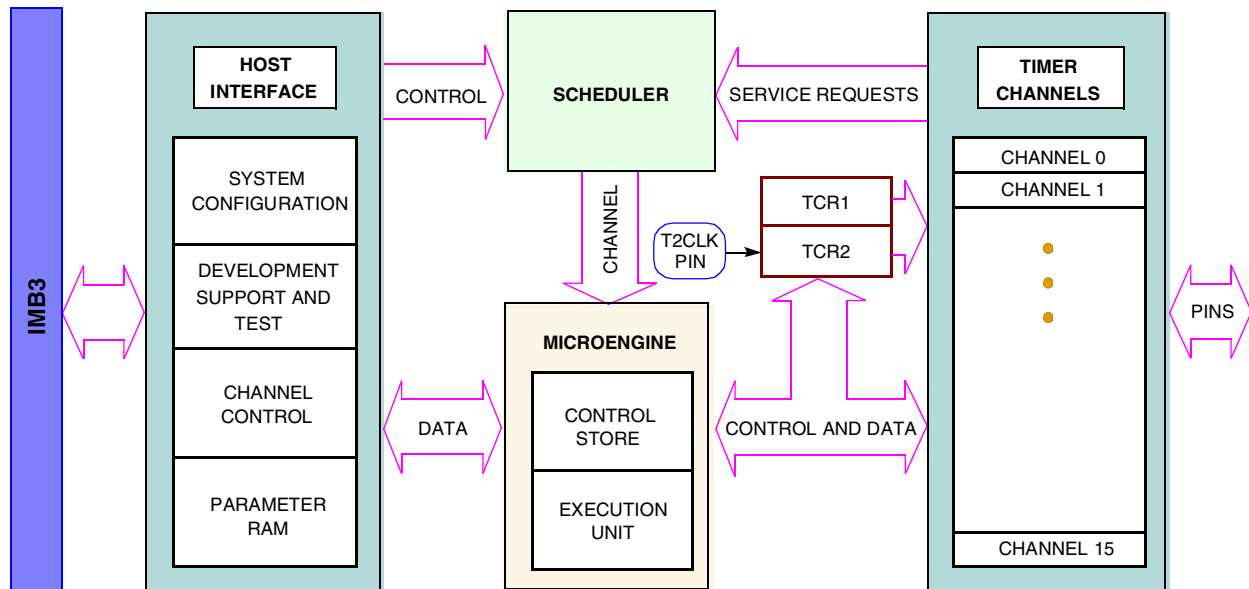 IMB3
HOST
INTERFACE
SYSTEM
CONFIGURATION
DEVELOPMENT
SUPPORT AND
TEST
CHANNEL
CONTROL
PARAMETER
RAM
CONTROL
DATA
SCHEDULER
CHANNEL
MICROENGINE
CONTROL
STORE
EXECUTION
UNIT
SERVICE REQUESTS
T2CLK
PIN
TCR1
TCR2
CONTROL AND DATA
TIMER
CHANNELS
CHANNEL 0
CHANNEL 1
CHANNEL 15
PINS